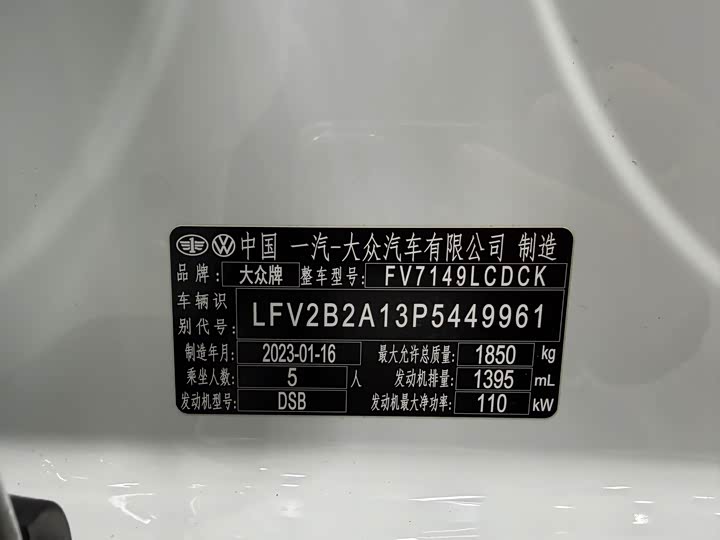 中国 一汽-大众汽车有限公司 制造
品牌: 大众牌 整车型号: FV7149LCDCK
车辆识别代号: LFV2B2A13P5449961
制造年月: 2023-01-16 最大允许总质量: 1850 kg
乘坐人数: 5 人 发动机排量: 1395 mL
发动机型号: DSB 发动机最大净功率: 110 kW